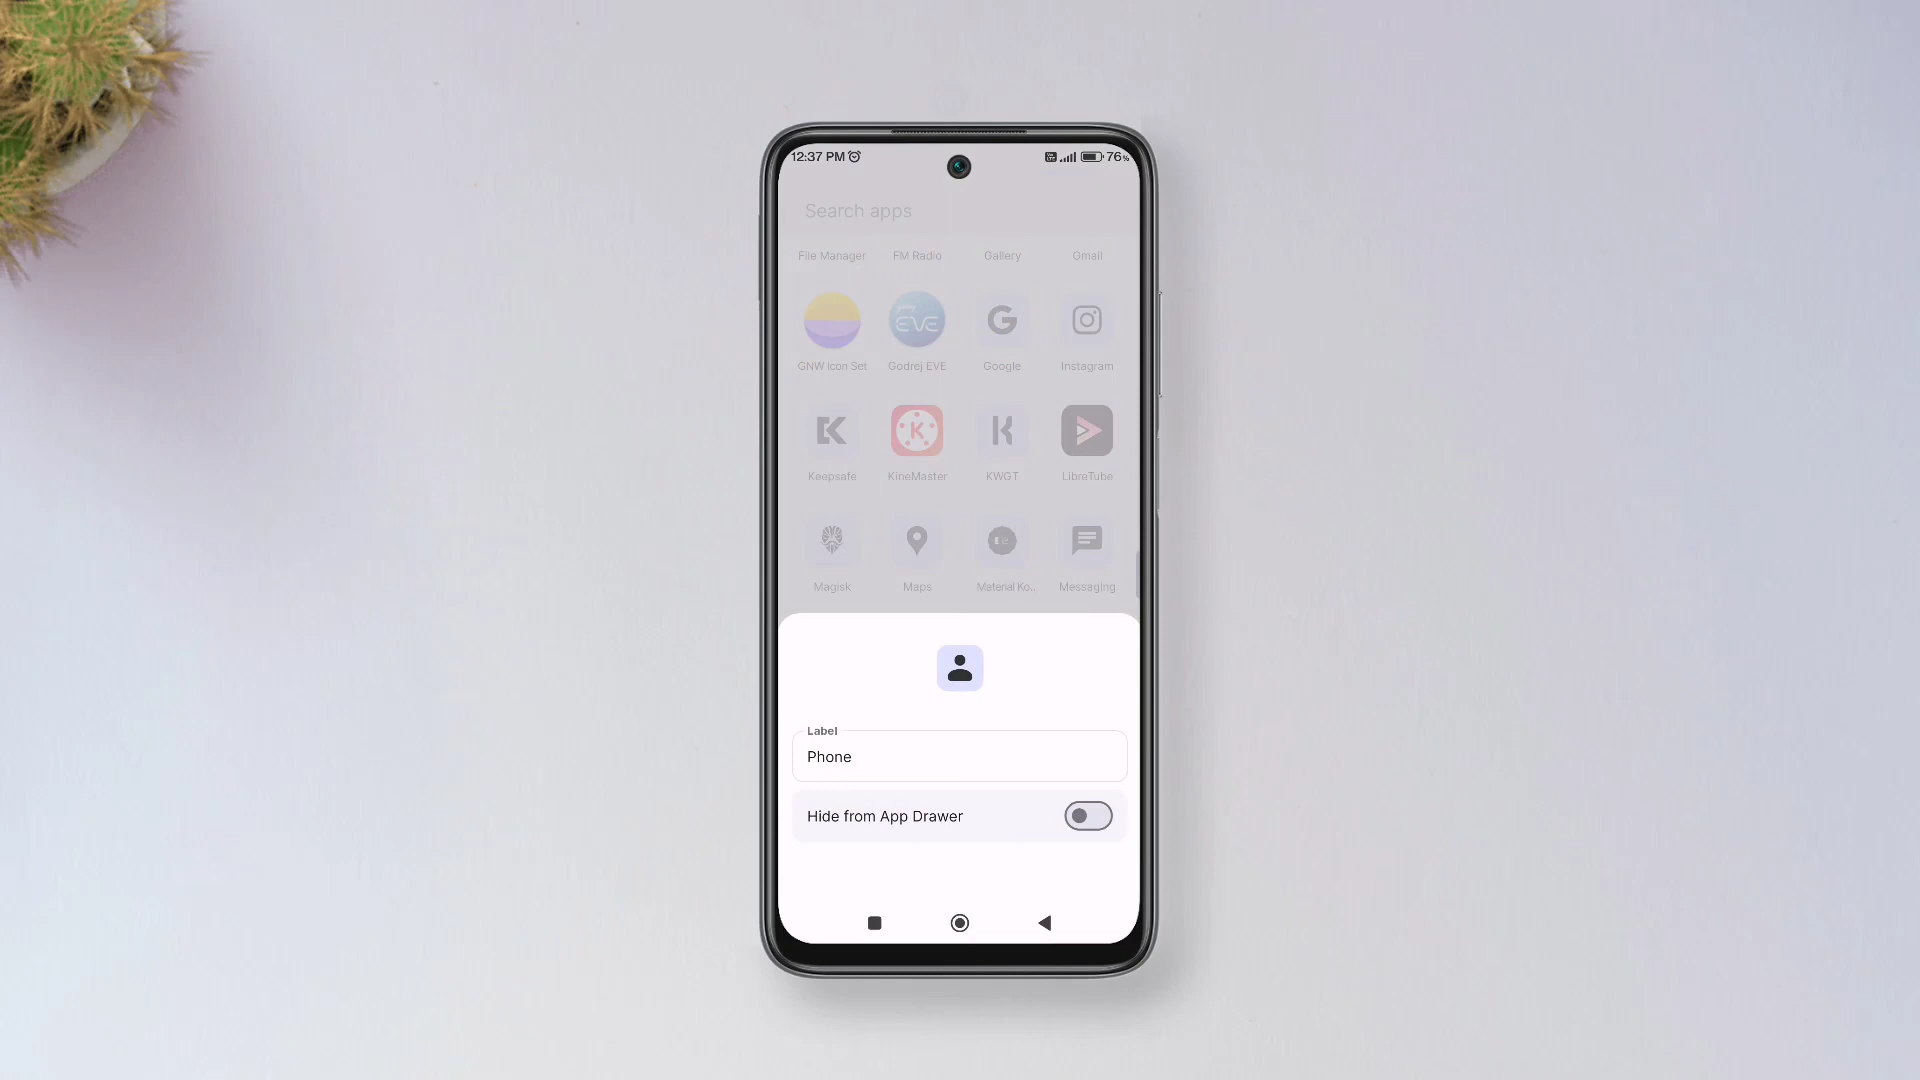 12:37 PM 76%
Search apps
File Manager FM Radio Gallery Gmail
EVE
GNW Icon Set Godrej EVE Google Instagram
Keepsafe KineMaster KWGT LibreTube
Magisk Maps Material Ko.. Messaging
Label
Phone
Hide from App Drawer